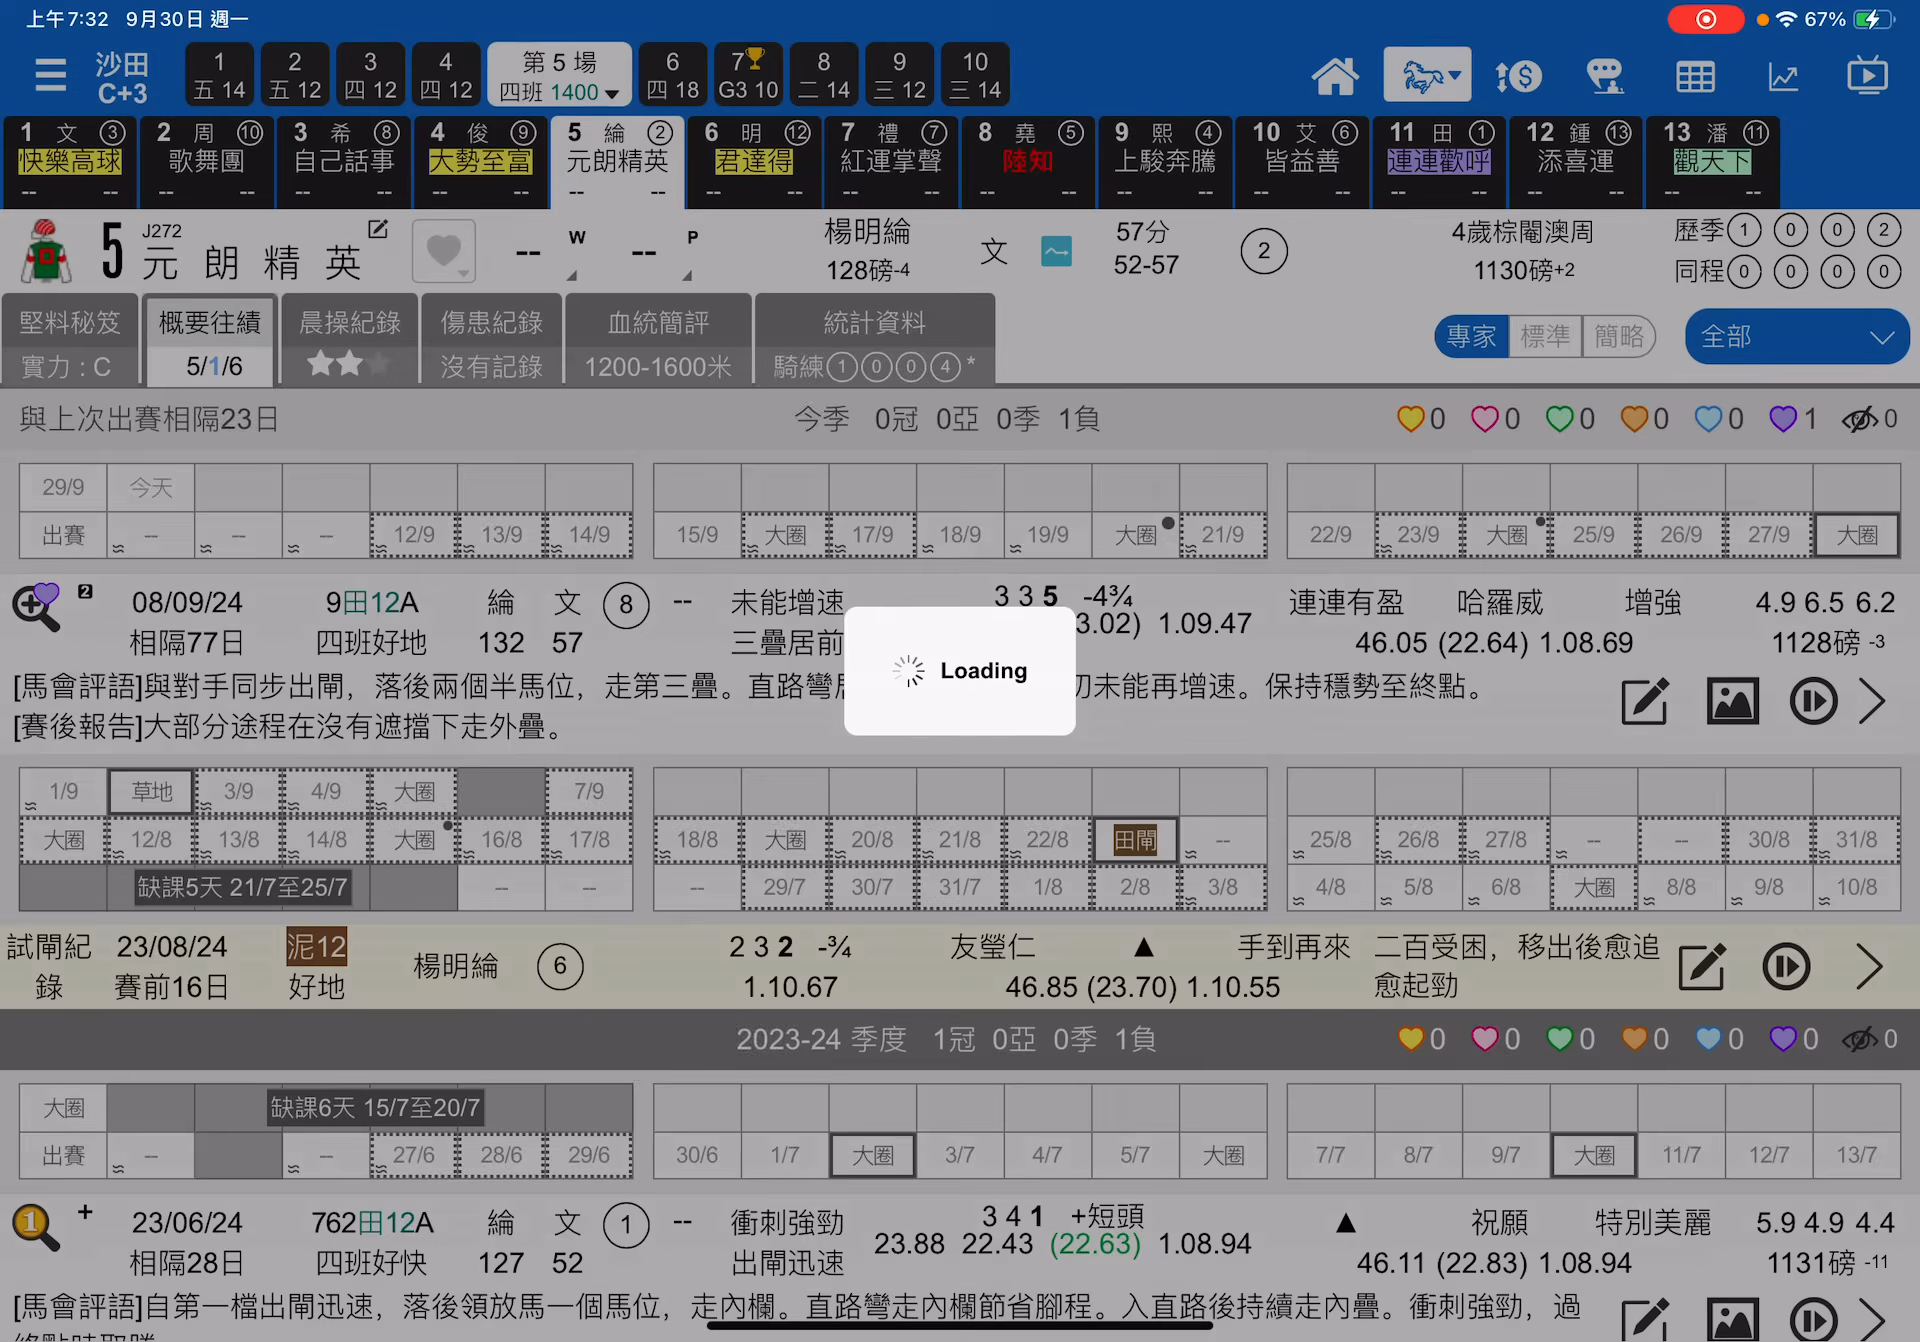 上午7:32 9月30日 週一
67%
沙田
C+3
1
五 14
2
五 12
3
四 12
4
四 12
第 5 場
四班 1400
6
四 18
7
G3 10
8
二 14
9
三 12
10
三 14
1 文 3
快樂高球
-- --
2 周 10
歌舞團
-- --
3 希 8
自己話事
-- --
4 俊 9
大勢至富
-- --
5 綸 2
元朗精英
-- --
6 明 12
君達得
-- --
7 禮 7
紅運掌聲
-- --
8 堯 5
陸知
-- --
9 熙 4
上駿奔騰
-- --
10 艾 6
皆益善
-- --
11 田 1
連連歡呼
-- --
12 鍾 13
添喜運
-- --
13 潘 11
觀天下
-- --
5
J272
元朗精英
-- W
-- P
楊明綸
128磅-4
文
57分
52-57
2
4歲棕閹澳周
1130磅+2
歷季 1 0 0 2
同程 0 0 0 0
堅料秘笈
實力 : C
概要往績
5/1/6
晨操紀錄
傷患紀錄
沒有記錄
血統簡評
1200-1600米
統計資料
騎練 1 0 0 4 *
專家
標準
簡略
全部
與上次出賽相隔23日
今季 0冠 0亞 0季 1負
0 0 0 0 0 1 0
29/9 今天
出賽 -- -- -- 12/9 13/9 14/9
15/9 大圈 17/9 18/9 19/9 大圈 21/9
22/9 23/9 大圈 25/9 26/9 27/9 大圈
2
08/09/24
相隔77日
9田12A
四班好地
綸 文 8 --
132 57
未能增速
三疊居前
3 3 5 -4¾
3.02) 1.09.47
連連有盈 哈羅威 增強
46.05 (22.64) 1.08.69
4.9 6.5 6.2
1128磅 -3
[馬會評語]與對手同步出閘，落後兩個半馬位，走第三疊。直路彎
未能再增速。保持穩勢至終點。
[賽後報告]大部分途程在沒有遮擋下走外疊。
Loading
1/9 草地 3/9 4/9 大圈 7/9
大圈 12/8 13/8 14/8 大圈 16/8 17/8
缺課5天 21/7至25/7 -- --
18/8 大圈 20/8 21/8 22/8 田閘 --
-- 29/7 30/7 31/7 1/8 2/8 3/8
25/8 26/8 27/8 -- -- 30/8 31/8
4/8 5/8 6/8 大圈 8/8 9/8 10/8
試閘紀
錄
23/08/24
賽前16日
泥12
好地
楊明綸
6
2 3 2 -¾
1.10.67
友瑩仁 ▲ 手到再來
46.85 (23.70) 1.10.55
二百受困，移出後愈追
愈起勁
2023-24 季度 1冠 0亞 0季 1負
0 0 0 0 0 0 0
大圈 缺課6天 15/7至20/7
出賽 -- -- 27/6 28/6 29/6
30/6 1/7 大圈 3/7 4/7 5/7 大圈
7/7 8/7 9/7 大圈 11/7 12/7 13/7
1 +
23/06/24
相隔28日
762田12A
四班好快
綸 文 1 --
127 52
衝刺強勁
出閘迅速
3 4 1 +短頭
23.88 22.43 (22.63) 1.08.94
▲ 祝願 特別美麗
46.11 (22.83) 1.08.94
5.9 4.9 4.4
1131磅 -11
[馬會評語]自第一檔出閘迅速，落後領放馬一個馬位，走內欄。直路彎走內欄節省腳程。入直路後持續走內疊。衝刺強勁，過